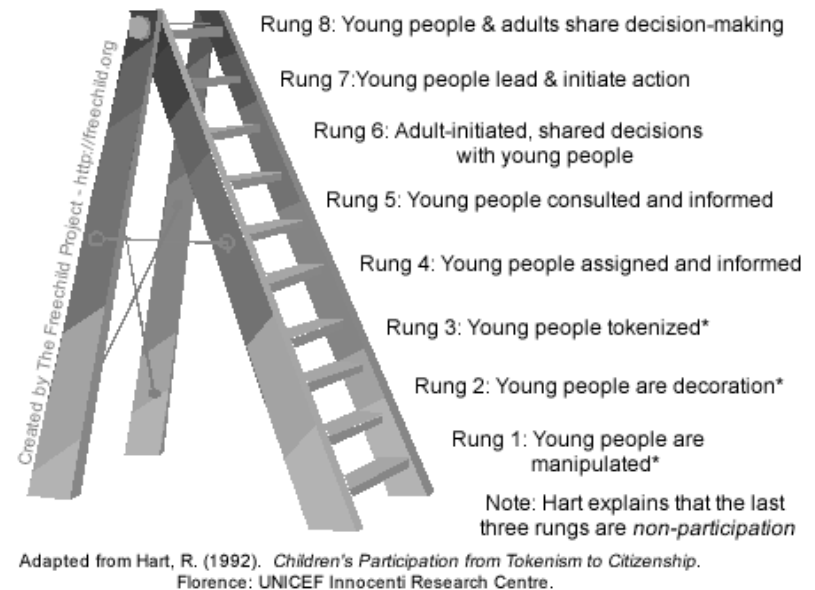 Rung 8: Young people & adults share decision-making
Rung 7:Young people lead & initiate action
Rung 6: Adult-initiated, shared decisions
with young people
Rung 5: Young people consulted and informed
Rung 4: Young people assigned and informed
Rung 3: Young people tokenized*
Rung 2: Young people are decoration*
Rung 1: Young people are
manipulated*
Note: Hart explains that the last
three rungs are non-participation
Created by The Freechild Project - http://freechild.org
Adapted from Hart, R. (1992). Children's Participation from Tokenism to Citizenship.
Florence: UNICEF Innocenti Research Centre.